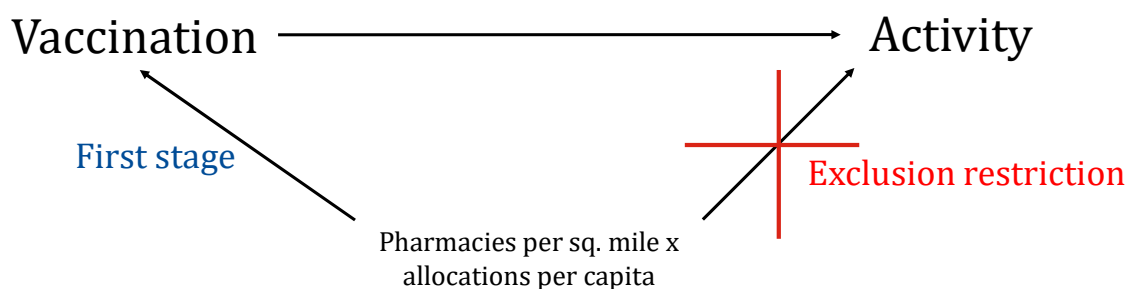 Vaccination
Activity
First stage
Exclusion restriction
Pharmacies per sq. mile x
allocations per capita